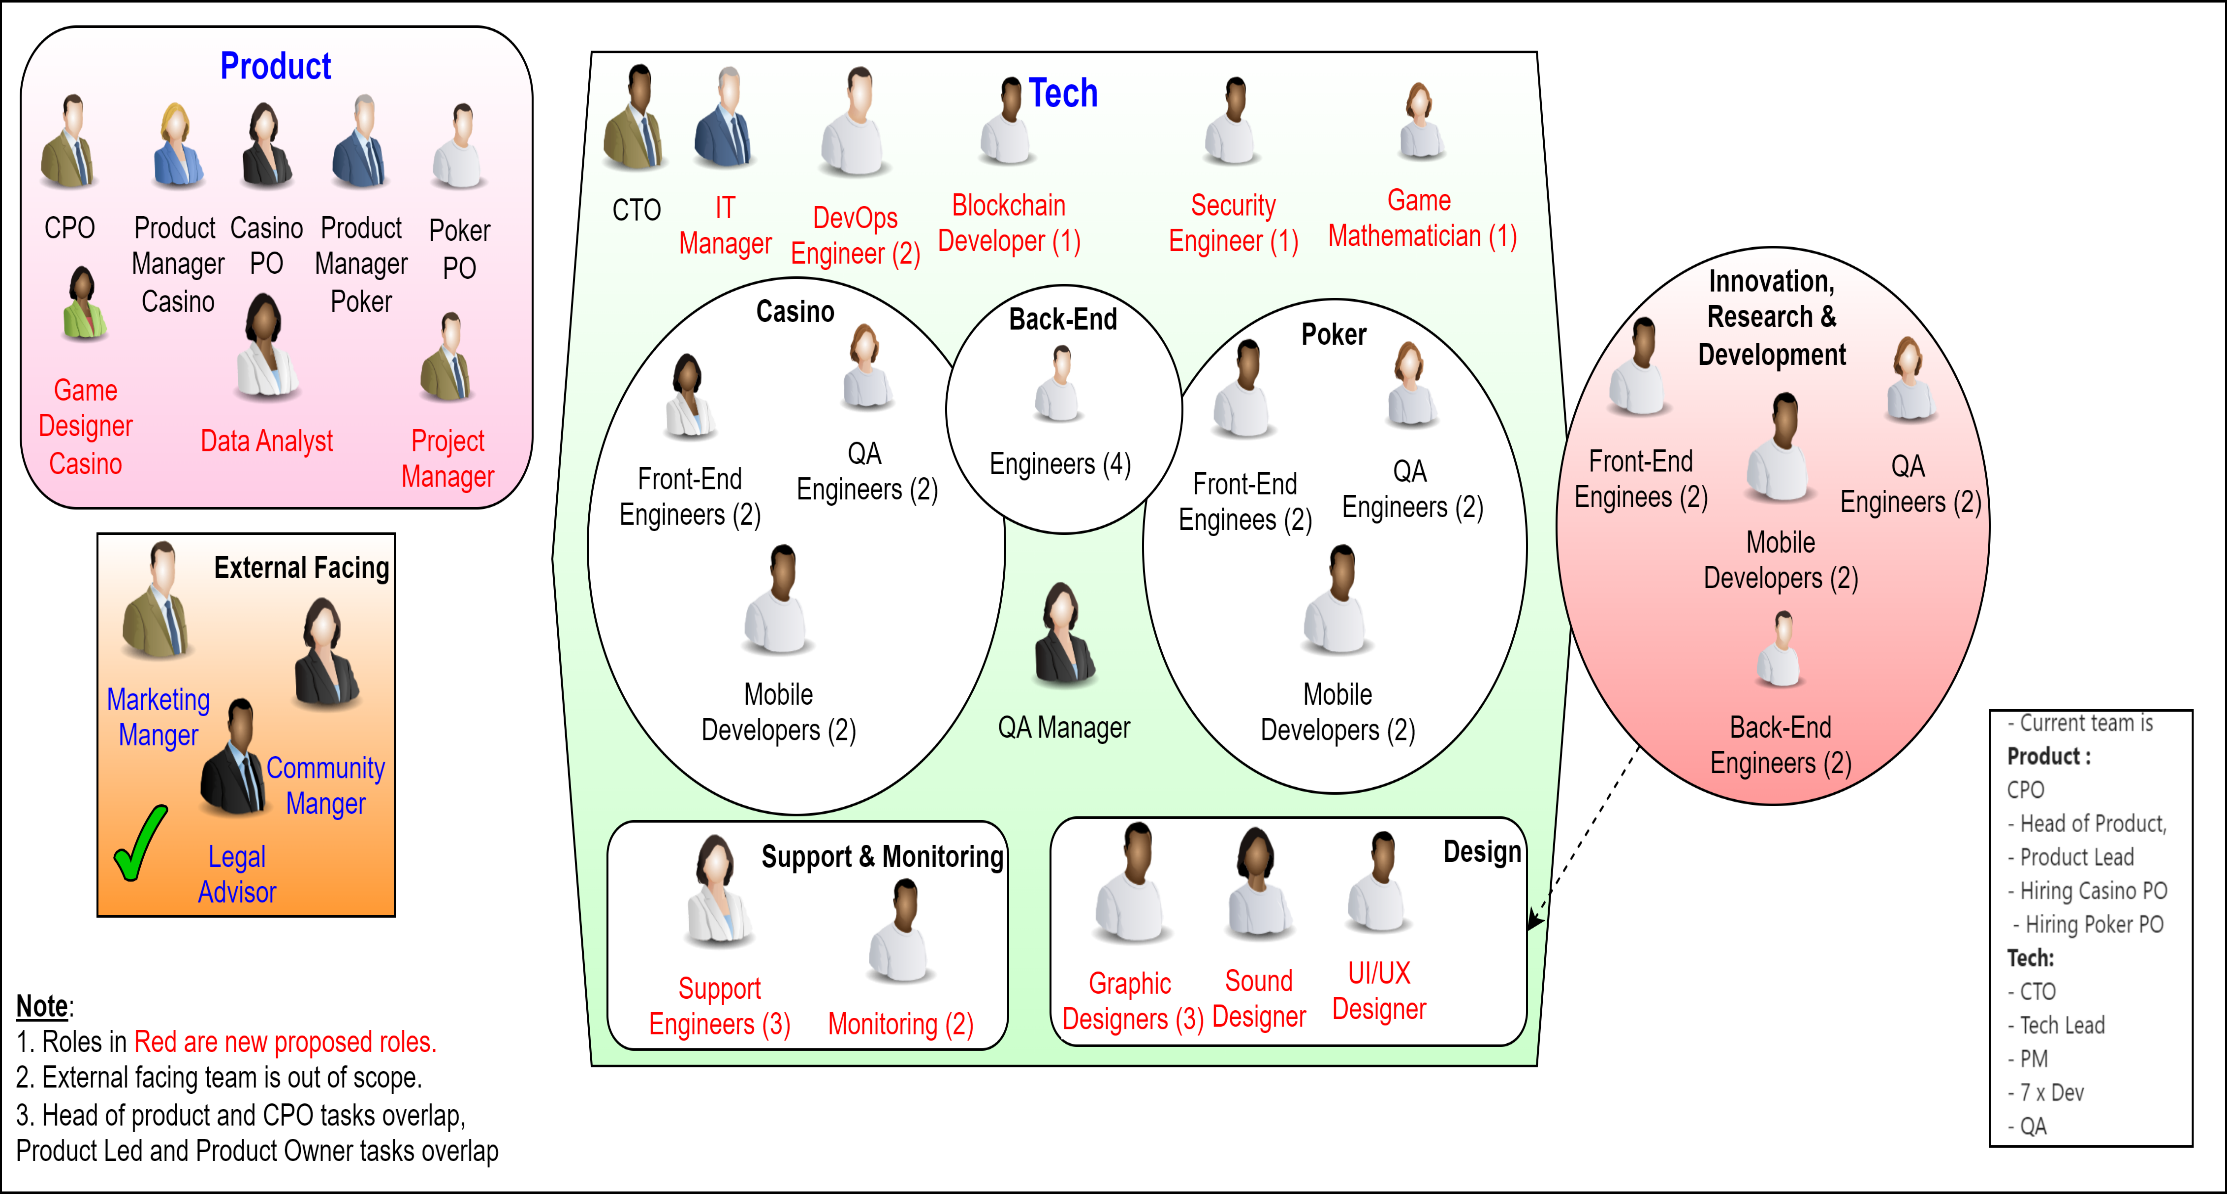 Product
CPO
Product
Manager
Casino
Casino
PO
Product
Manager
Poker
Poker
PO
Game
Designer
Casino
Data Analyst
Project
Manager
External Facing
Marketing
Manger
Community
Manger
Legal
Advisor
Note:
1. Roles in Red are new proposed roles.
2. External facing team is out of scope.
3. Head of product and CPO tasks overlap,
Product Led and Product Owner tasks overlap
Tech
CTO
IT
Manager
DevOps
Engineer (2)
Blockchain
Developer (1)
Security
Engineer (1)
Game
Mathematician (1)
Casino
Front-End
Engineers (2)
QA
Engineers (2)
Mobile
Developers (2)
Back-End
Engineers (4)
QA Manager
Poker
Front-End
Enginees (2)
QA
Engineers (2)
Mobile
Developers (2)
Support & Monitoring
Support
Engineers (3)
Monitoring (2)
Design
Graphic
Designers (3)
Sound
Designer
UI/UX
Designer
Innovation,
Research &
Development
Front-End
Enginees (2)
Mobile
Developers (2)
QA
Engineers (2)
Back-End
Engineers (2)
- Current team is
Product :
CPO
- Head of Product,
- Product Lead
- Hiring Casino PO
- Hiring Poker PO
Tech:
- CTO
- Tech Lead
- PM
- 7 x Dev
- QA